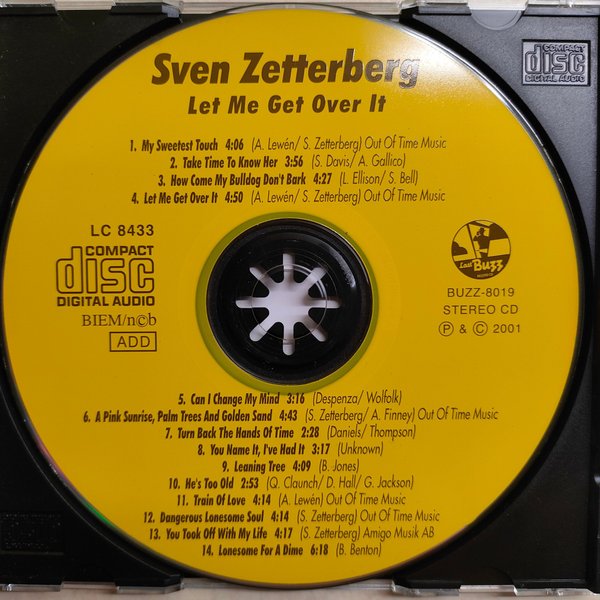 Sven Zetterberg
Let Me Get Over It
COMPACT
disc
DIGITAL AUDIO
1. My Sweetest Touch 4:06 (A. Lewén/ S. Zetterberg) Out Of Time Music
2. Take Time To Know Her 3:56 (S. Davis/ A. Gallico)
3. How Come My Bulldog Don't Bark 4:27 (L. Ellison/ S. Bell)
4. Let Me Get Over It 4:50 (A. Lewén/ S. Zetterberg) Out Of Time Music
LC 8433
COMPACT
disc
DIGITAL AUDIO
BIEM/n©b
ADD
Last Buzz
BUZZ-8019
STEREO CD
Ⓟ & © 2001
5. Can I Change My Mind 3:16 (Despenza/ Wolfolk)
6. A Pink Sunrise, Palm Trees And Golden Sand 4:43 (S. Zetterberg/ A. Finney) Out Of Time Music
7. Turn Back The Hands Of Time 2:28 (Daniels/ Thompson)
8. You Name It, I've Had It 3:17 (Unknown)
9. Leaning Tree 4:09 (B. Jones)
10. He's Too Old 2:53 (Q. Claunch/ D. Hall/ G. Jackson)
11. Train Of Love 4:14 (A. Lewén) Out Of Time Music
12. Dangerous Lonesome Soul 4:14 (S. Zetterberg) Out Of Time Music
13. You Took Off With My Life 4:17 (S. Zetterberg) Amigo Musik AB
14. Lonesome For A Dime 6:18 (B. Benton)